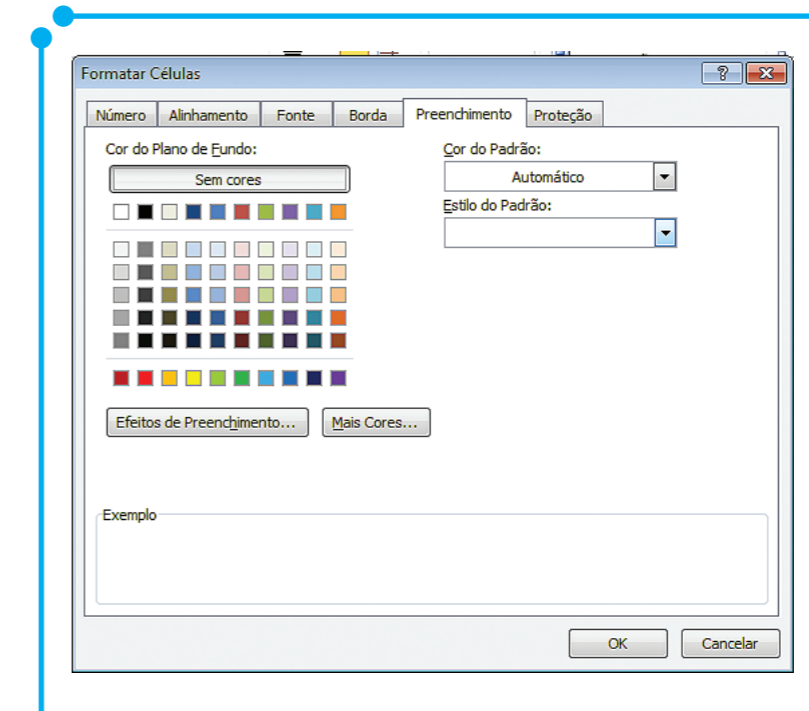 Formatar Células
Número Alinhamento Fonte Borda Preenchimento Proteção
Cor do Plano de Fundo:
Sem cores
Cor do Padrão:
Automático
Estilo do Padrão:
Efeitos de Preenchimento... Mais Cores...
Exemplo
OK Cancelar